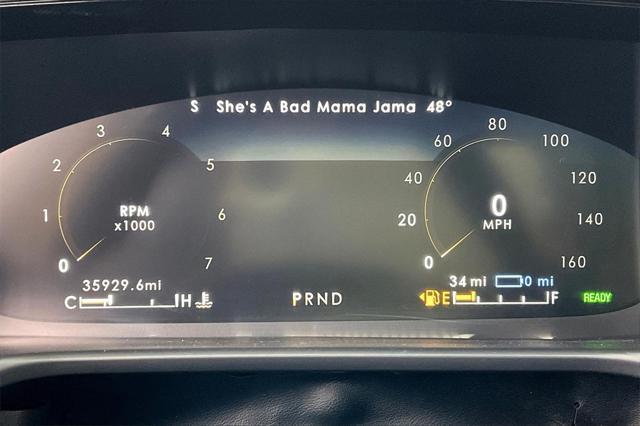 S She's A Bad Mama Jama 48°
0 1 2 3 4 5 6 7
RPM
x1000
0 20 40 60 80 100 120 140 160
0
MPH
35929.6mi
C H
PRND
34 mi 0 mi
E F
READY